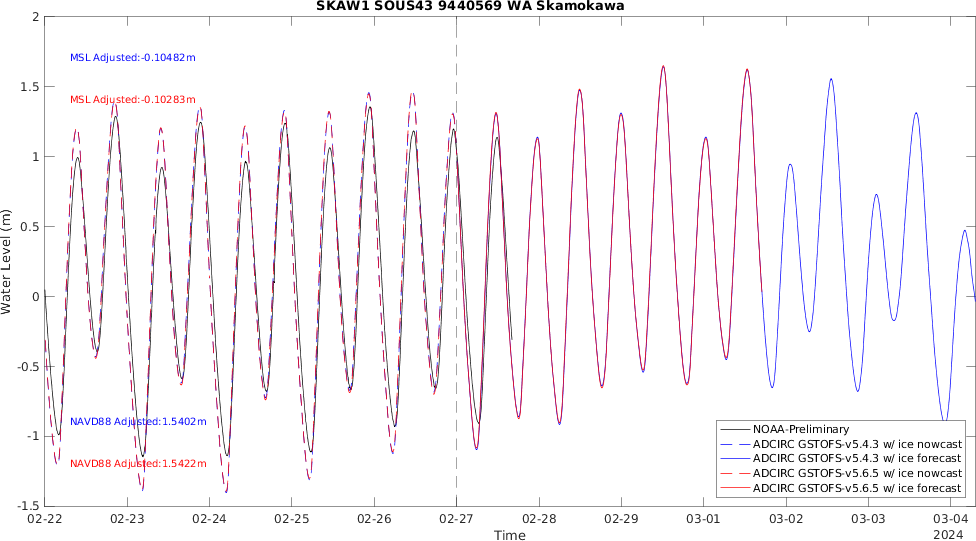 SKAW1 SOUS43 9440569 WA Skamokawa
2
1.5
1
0.5
0
-0.5
-1
-1.5
Water Level (m)
MSL Adjusted:-0.10482m
MSL Adjusted:-0.10283m
NAVD88 Adjusted:1.5402m
NAVD88 Adjusted:1.5422m
NOAA-Preliminary
ADCIRC GSTOFS-v5.4.3 w/ ice nowcast
ADCIRC GSTOFS-v5.4.3 w/ ice forecast
ADCIRC GSTOFS-v5.6.5 w/ ice nowcast
ADCIRC GSTOFS-v5.6.5 w/ ice forecast
02-22 02-23 02-24 02-25 02-26 02-27 02-28 02-29 03-01 03-02 03-03 03-04
Time
2024